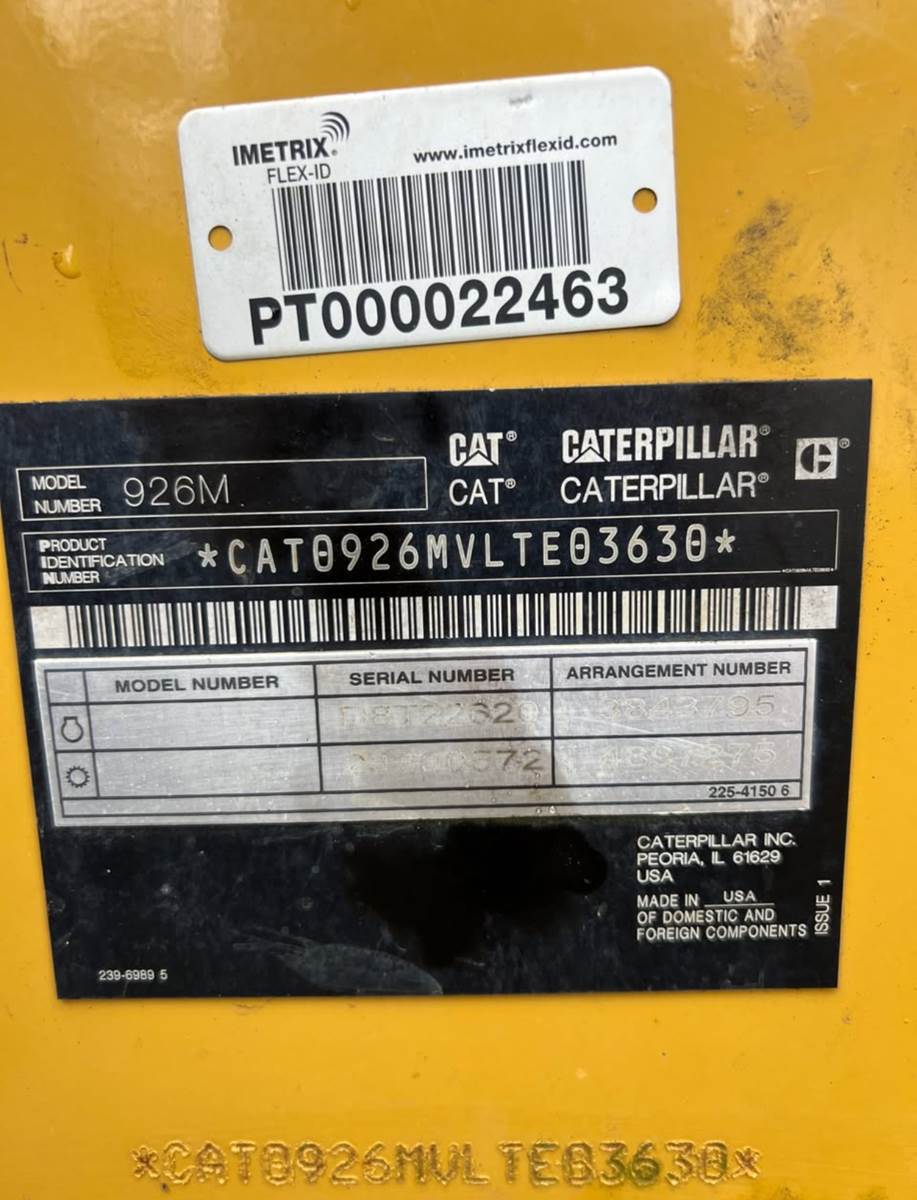 IMETRIX®
FLEX-ID
www.imetrixflexid.com
PT000022463
CAT® CATERPILLAR®
CAT® CATERPILLAR®
MODEL NUMBER 926M
PRODUCT IDENTIFICATION NUMBER *CAT0926MVLTE03630*
MODEL NUMBER SERIAL NUMBER ARRANGEMENT NUMBER
225-4150 6
CATERPILLAR INC.
PEORIA, IL 61629
USA
MADE IN USA
OF DOMESTIC AND
FOREIGN COMPONENTS
ISSUE 1
239-6989 5
*CAT0926MVLTE03630*